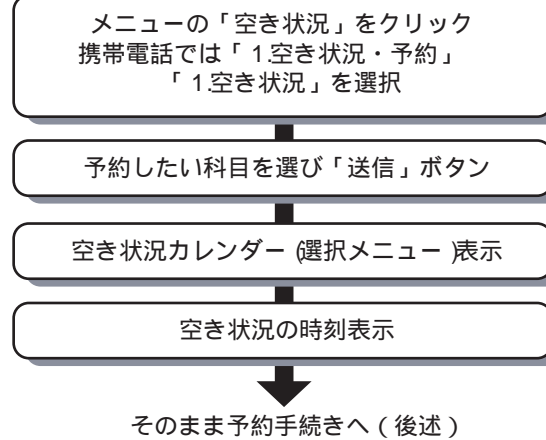 メニューの「空き状況」をクリック
携帯電話では「1.空き状況・予約」
「1.空き状況」を選択
予約したい科目を選び「送信」ボタン
空き状況カレンダー(選択メニュー)表示
空き状況の時刻表示
そのまま予約手続きへ(後述)